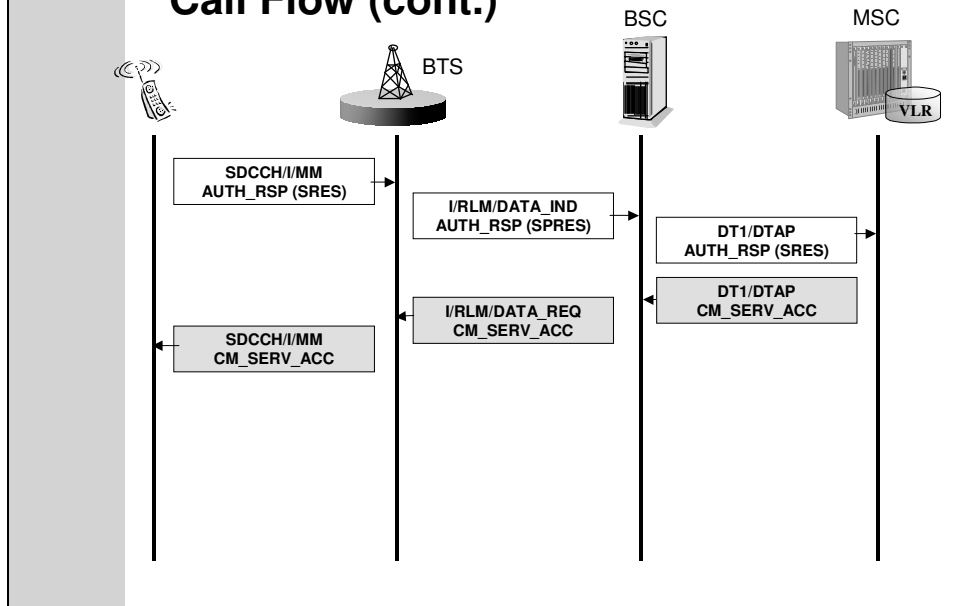 Call Flow (cont.)
BSC
MSC
BTS
VLR
SDCCH/I/MM
AUTH_RSP (SRES)
I/RLM/DATA_IND
AUTH_RSP (SPRES)
DT1/DTAP
AUTH_RSP (SRES)
DT1/DTAP
CM_SERV_ACC
I/RLM/DATA_REQ
CM_SERV_ACC
SDCCH/I/MM
CM_SERV_ACC